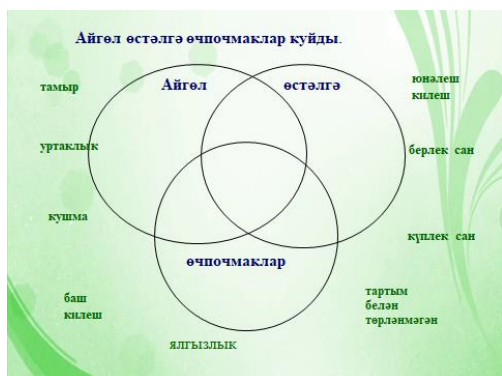 Айгөл өстәлгә өчпочмаклар куйды.
тамыр
Айгөл
өстәлгә
юнәлеш
килеш
уртаклык
берлек сан
кушма
күплек сан
өчпочмаклар
баш
килеш
тартым
белән
төрләнмәгән
ялгызлык